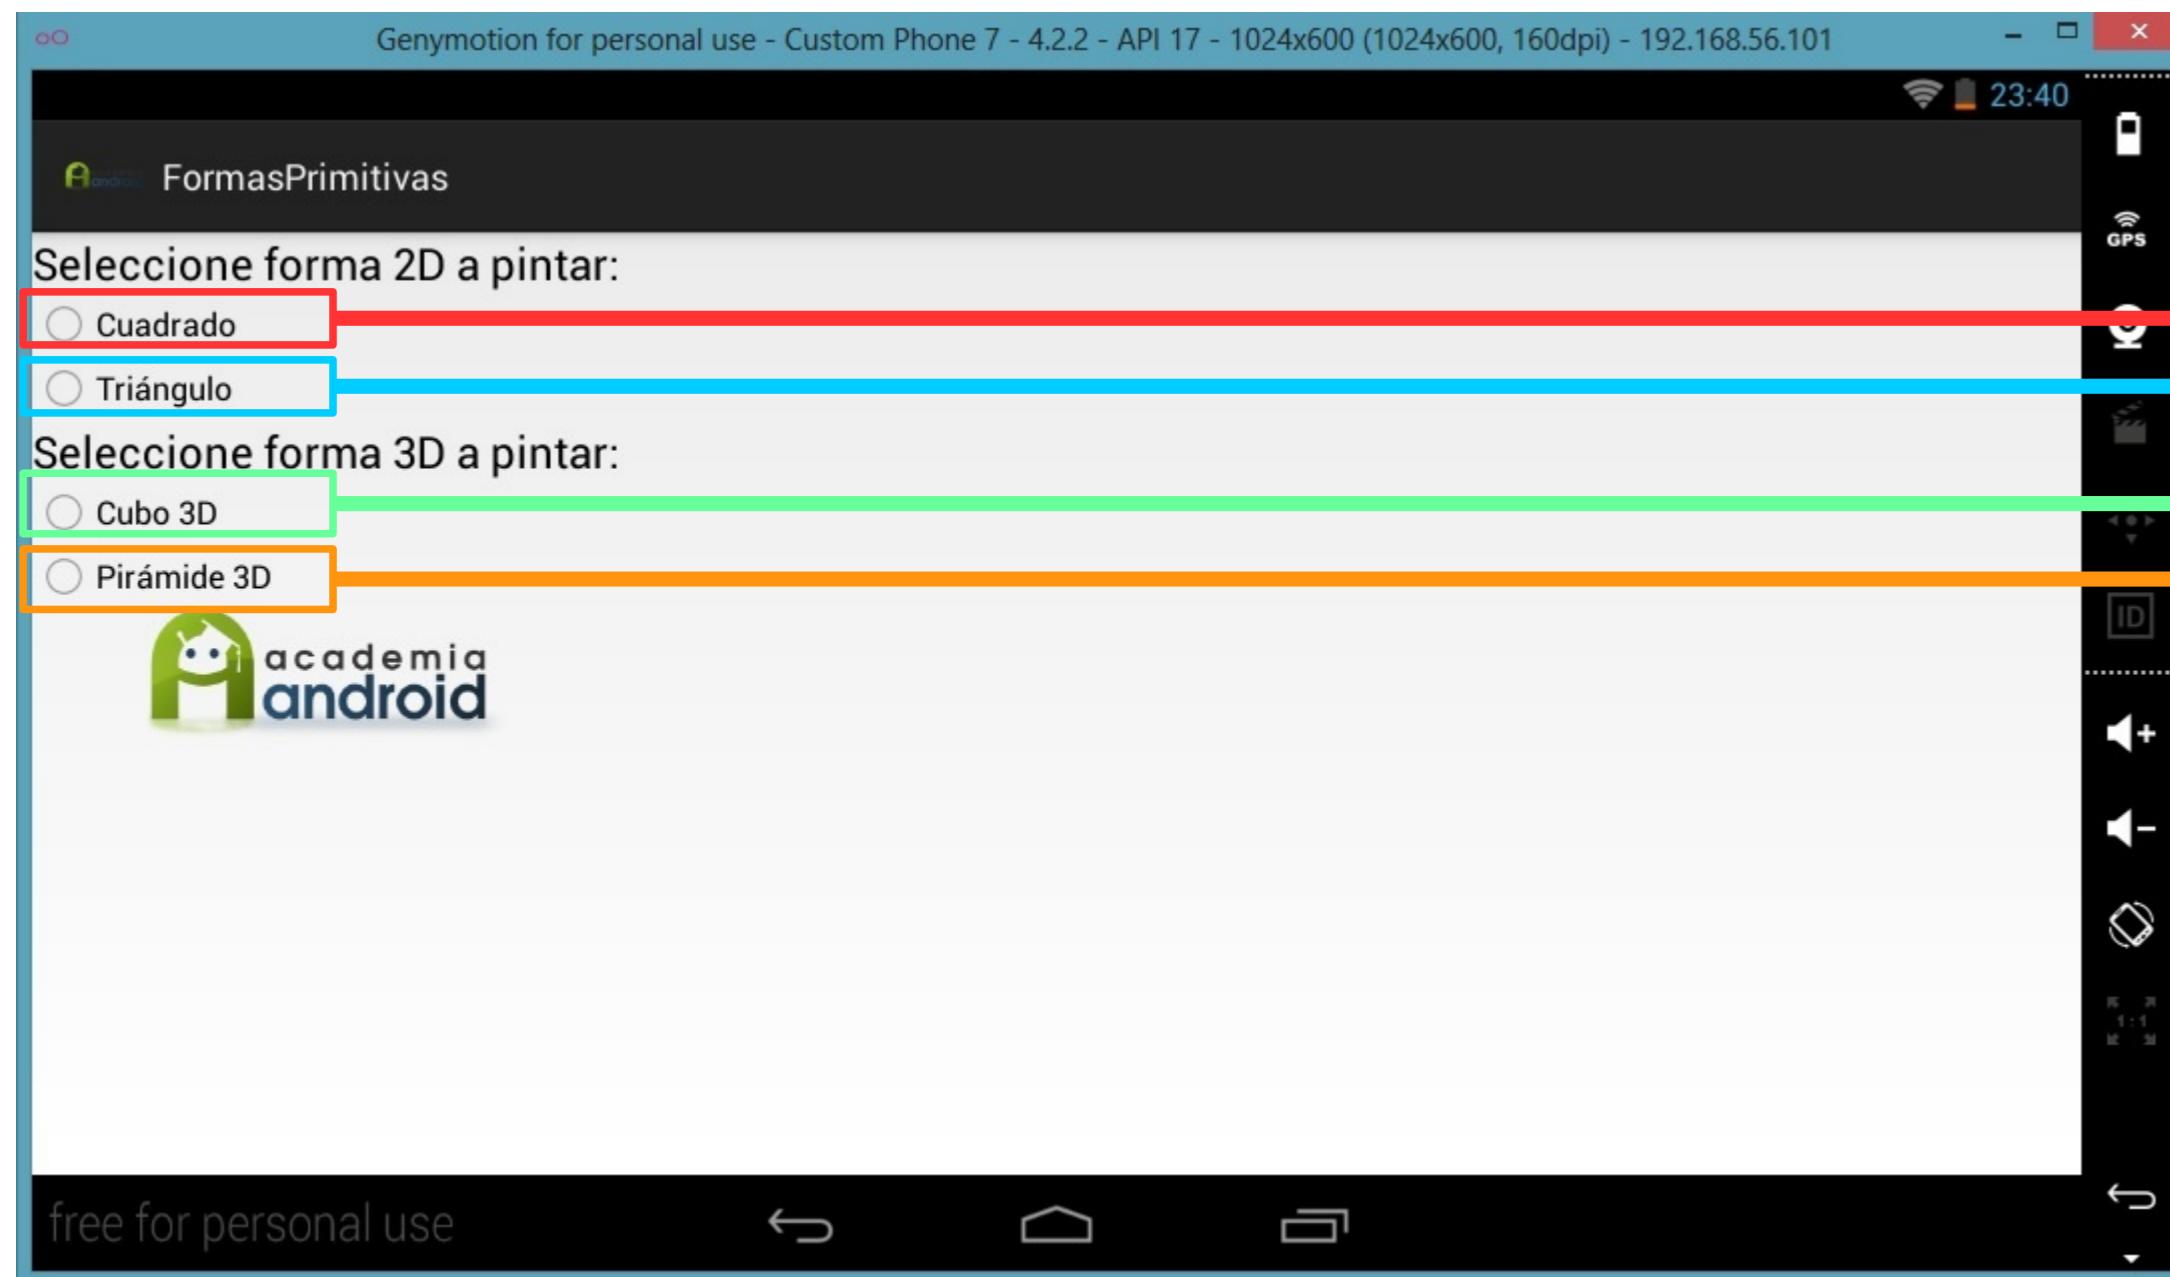 Genymotion for personal use - Custom Phone 7 - 4.2.2 - API 17 - 1024x600 (1024x600, 160dpi) - 192.168.56.101
23:40
FormasPrimitivas
GPS
Seleccione forma 2D a pintar:
Cuadrado
Triángulo
Seleccione forma 3D a pintar:
Cubo 3D
Pirámide 3D
ID
academia
android
1:1
free for personal use